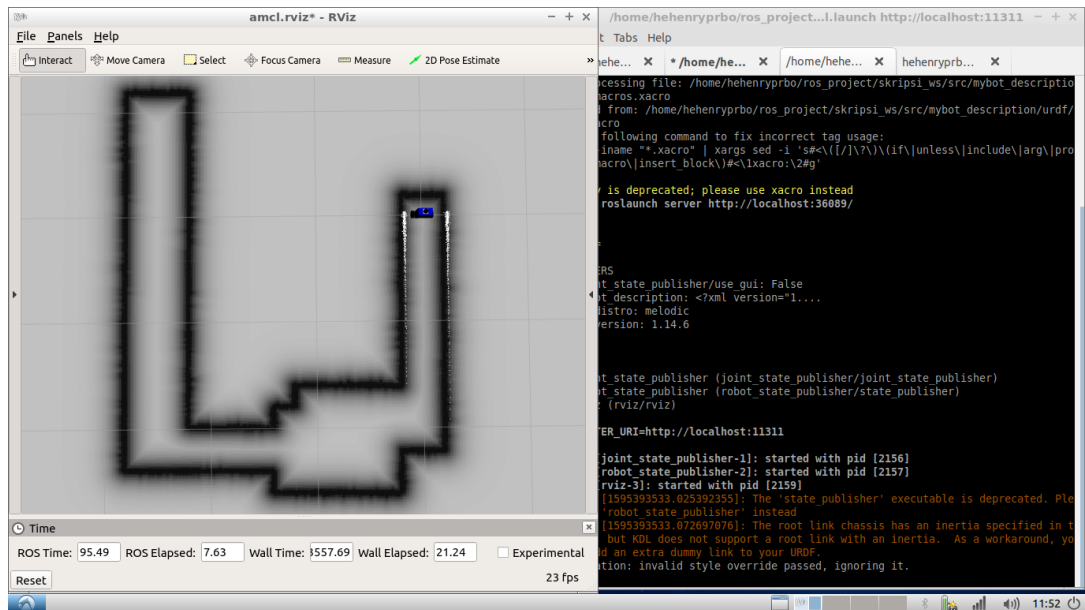 amcl.rviz* - RViz
File Panels Help
Interact Move Camera Select Focus Camera Measure 2D Pose Estimate »
Time
ROS Time: 95.49 ROS Elapsed: 7.63 Wall Time: 3557.69 Wall Elapsed: 21.24 Experimental
Reset 23 fps
/home/hehenryprbo/ros_project...l.launch http://localhost:11311
t Tabs Help
hehe... * /home/he... /home/hehe... hehenryprb...
cessing file: /home/hehenryprbo/ros_project/skripsi_ws/src/mybot_descriptio
acros.xacro
d from: /home/hehenryprbo/ros_project/skripsi_ws/src/mybot_description/urdf/
acro
following command to fix incorrect tag usage:
iname "*.xacro" | xargs sed -i 's#<\([/]\?\)\(if\|unless\|include\|arg\|pro
acro\|insert_block\)#<\1xacro:\2#g'
y is deprecated; please use xacro instead
roslaunch server http://localhost:36089/
=
ERS
nt_state_publisher/use_gui: False
ot_description: <?xml version="1....
distro: melodic
version: 1.14.6
nt_state_publisher (joint_state_publisher/joint_state_publisher)
ot_state_publisher (robot_state_publisher/state_publisher)
z (rviz/rviz)
TER_URI=http://localhost:11311
[joint_state_publisher-1]: started with pid [2156]
[robot_state_publisher-2]: started with pid [2157]
[rviz-3]: started with pid [2159]
[1595393533.025392355]: The 'state_publisher' executable is deprecated. Ple
'robot_state_publisher' instead
[1595393533.072697076]: The root link chassis has an inertia specified in t
but KDL does not support a root link with an inertia. As a workaround, yo
d an extra dummy link to your URDF.
ation: invalid style override passed, ignoring it.
11:52